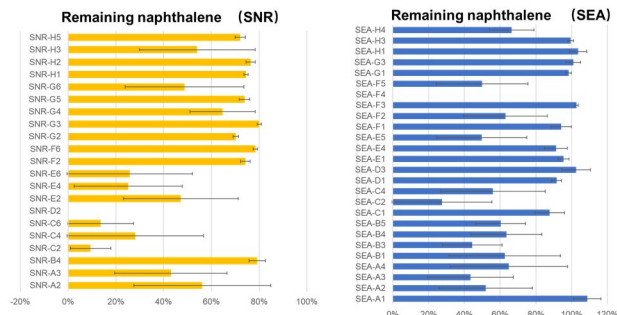 Remaining naphthalene （SNR）
SNR-H5
SNR-H3
SNR-H2
SNR-H1
SNR-G6
SNR-G5
SNR-G4
SNR-G3
SNR-G2
SNR-F6
SNR-F2
SNR-E6
SNR-E4
SNR-E2
SNR-D2
SNR-C6
SNR-C4
SNR-C2
SNR-B4
SNR-A3
SNR-A2
-20% 0% 20% 40% 60% 80% 100%
Remaining naphthalene （SEA）
SEA-H4
SEA-H3
SEA-H1
SEA-G3
SEA-G1
SEA-F5
SEA-F4
SEA-F3
SEA-F2
SEA-F1
SEA-E5
SEA-E4
SEA-E1
SEA-D3
SEA-D1
SEA-C4
SEA-C2
SEA-C1
SEA-B5
SEA-B4
SEA-B3
SEA-B1
SEA-A4
SEA-A3
SEA-A2
SEA-A1
0% 20% 40% 60% 80% 100% 120%